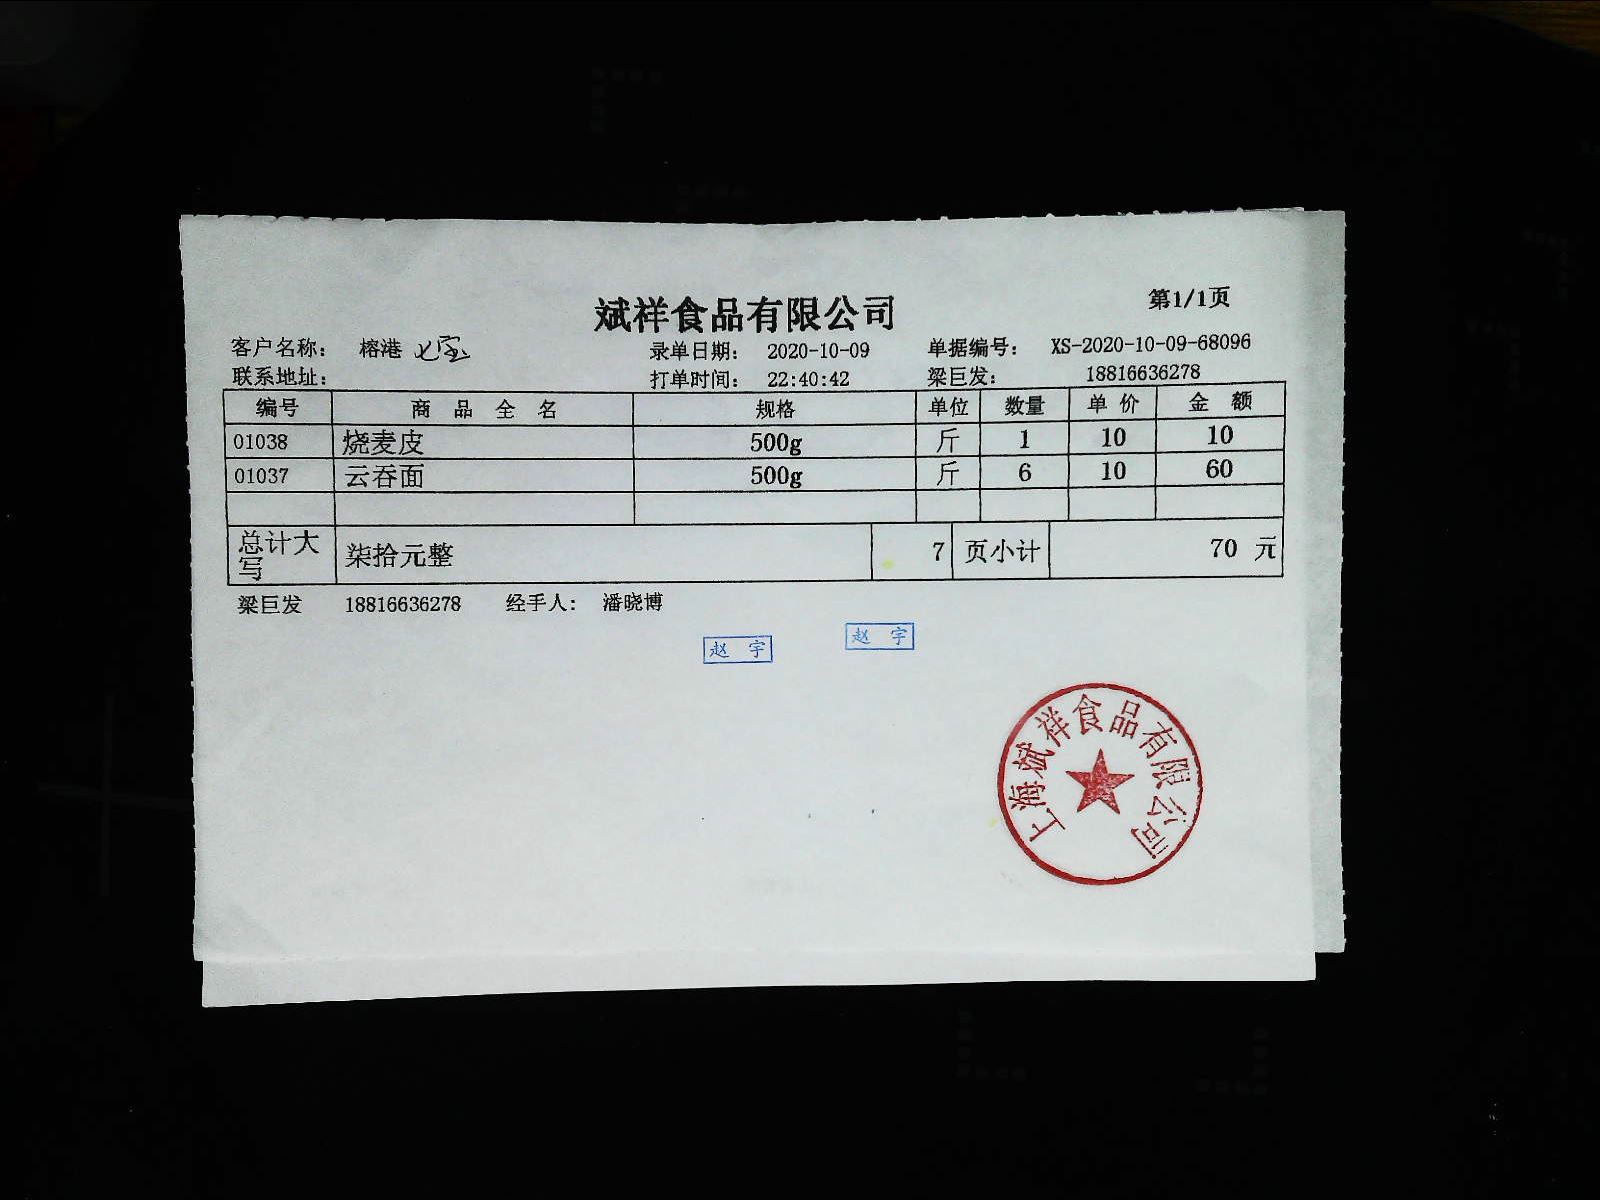 斌祥食品有限公司
第1/1页
客户名称： 榕港 七宝 录单日期： 2020-10-09 单据编号： XS-2020-10-09-68096
联系地址： 打单时间： 22:40:42 梁巨发： 18816636278
编号 商品全名 规格 单位 数量 单价 金额
01038 烧麦皮 500g 斤 1 10 10
01037 云吞面 500g 斤 6 10 60
总计大写 柒拾元整 7 页小计 70 元
梁巨发 18816636278 经手人： 潘晓博
赵宇 赵宇
上海斌祥食品有限公司